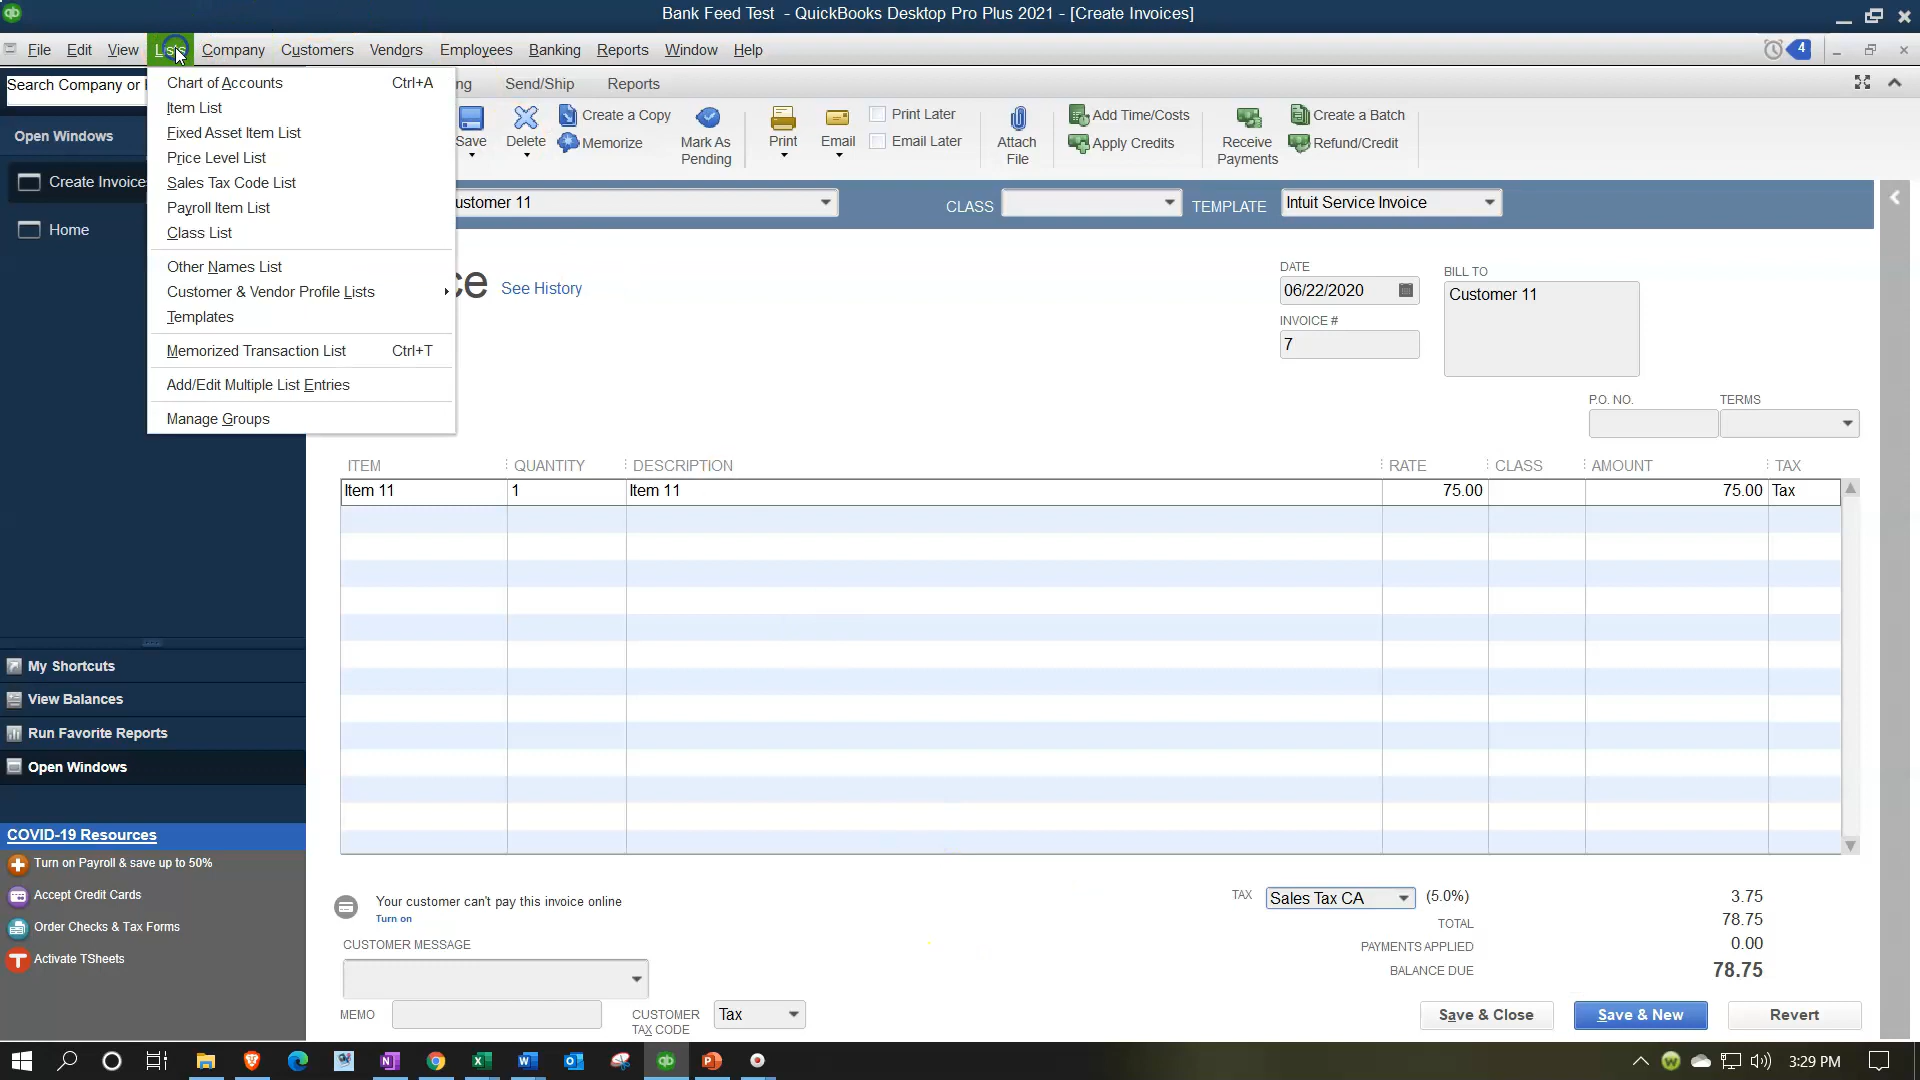 Bank Feed Test - QuickBooks Desktop Pro Plus 2021 - [Create Invoices]
File Edit View Lists Company Customers Vendors Employees Banking Reports Window Help 4
Search Company or
Send/Ship Reports
Chart of Accounts Ctrl+A
Item List
Fixed Asset Item List
Price Level List
Sales Tax Code List
Payroll Item List
Class List
Other Names List
Customer & Vendor Profile Lists
Templates
Memorized Transaction List Ctrl+T
Add/Edit Multiple List Entries
Manage Groups
Save
Delete
Create a Copy
Memorize
Mark As
Pending
Print
Email
Print Later
Email Later
Attach
File
Add Time/Costs
Apply Credits
Receive
Payments
Create a Batch
Refund/Credit
Open Windows
Create Invoices
Home
ustomer 11
CLASS
TEMPLATE Intuit Service Invoice
ce See History
DATE
06/22/2020
INVOICE #
7
BILL TO
Customer 11
P.O. NO. TERMS
ITEM QUANTITY DESCRIPTION RATE CLASS AMOUNT TAX
Item 11 1 Item 11 75.00 75.00 Tax
My Shortcuts
View Balances
Run Favorite Reports
Open Windows
COVID-19 Resources
Turn on Payroll & save up to 50%
Accept Credit Cards
Order Checks & Tax Forms
Activate TSheets
Your customer can't pay this invoice online
Turn on
CUSTOMER MESSAGE
MEMO
CUSTOMER
TAX CODE
Tax
TAX Sales Tax CA (5.0%) 3.75
TOTAL 78.75
PAYMENTS APPLIED 0.00
BALANCE DUE 78.75
Save & Close Save & New Revert
3:29 PM